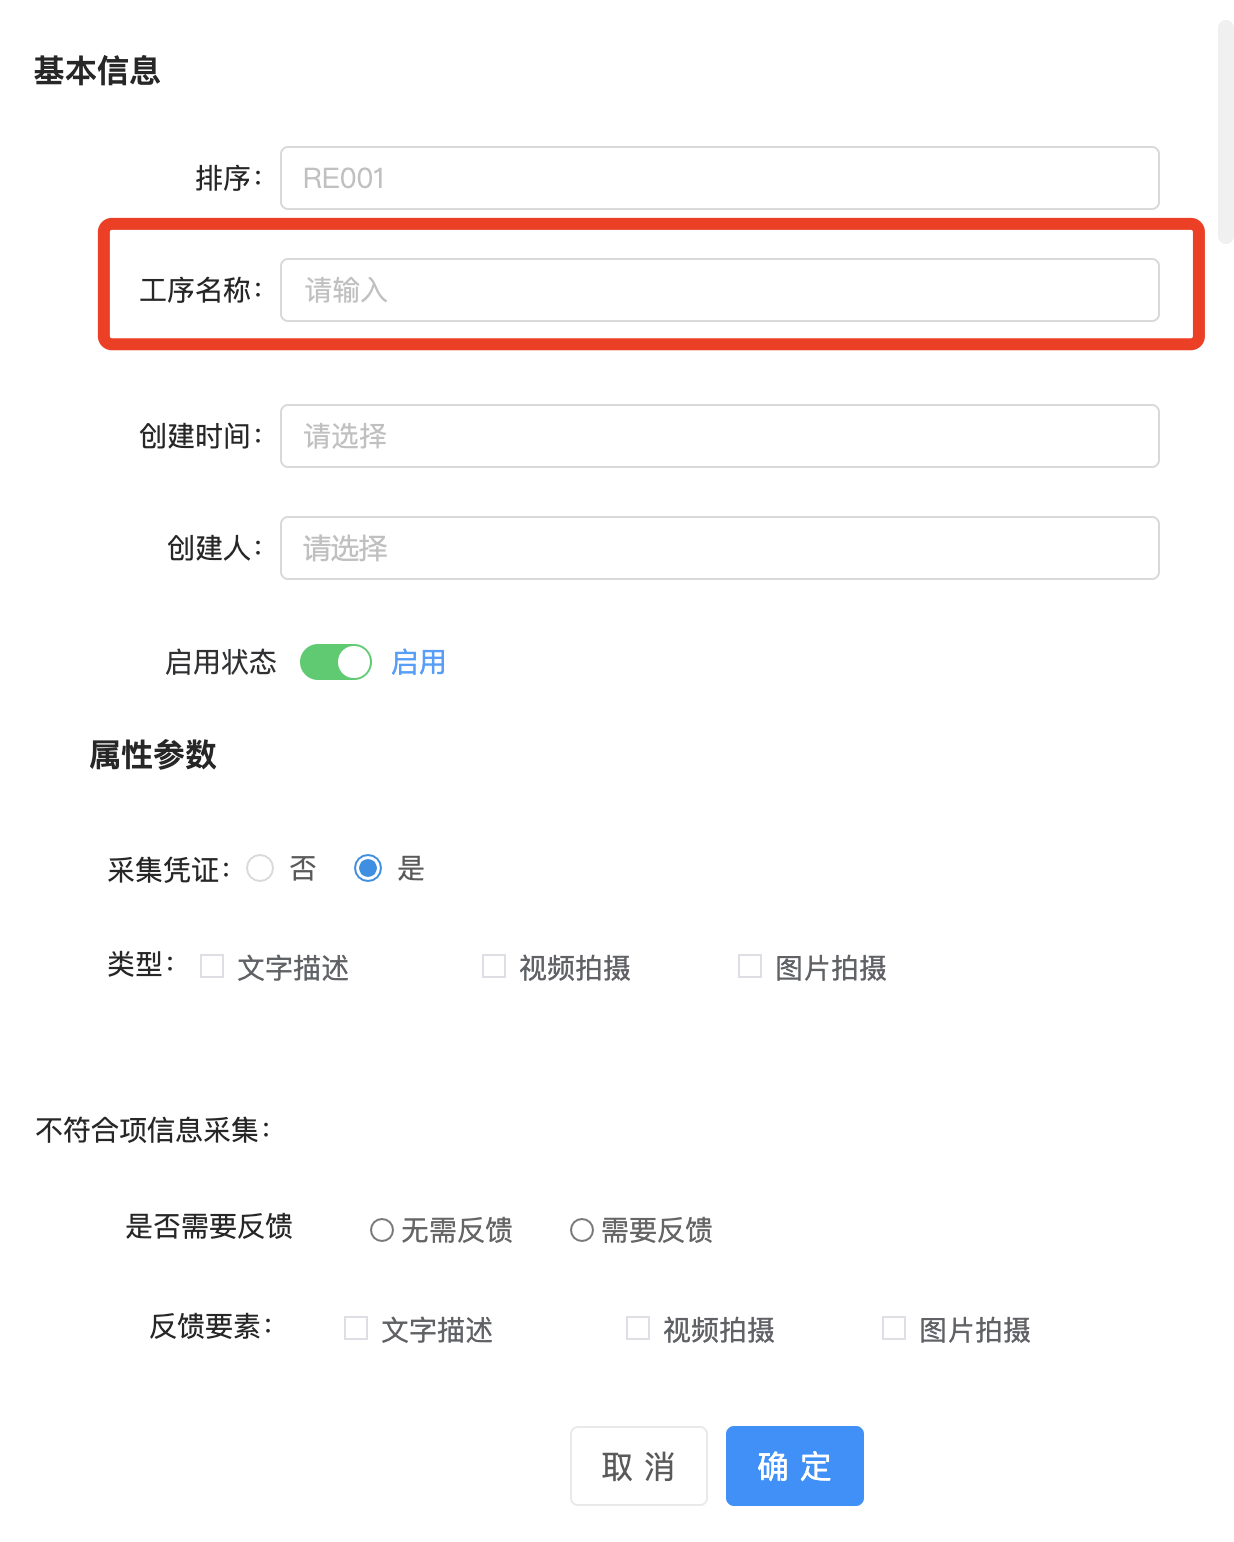 基本信息
排序： RE001
工序名称： 请输入
创建时间： 请选择
创建人： 请选择
启用状态 启用
属性参数
采集凭证： 否 是
类型： 文字描述 视频拍摄 图片拍摄
不符合项信息采集：
是否需要反馈 无需反馈 需要反馈
反馈要素： 文字描述 视频拍摄 图片拍摄
取 消 确 定